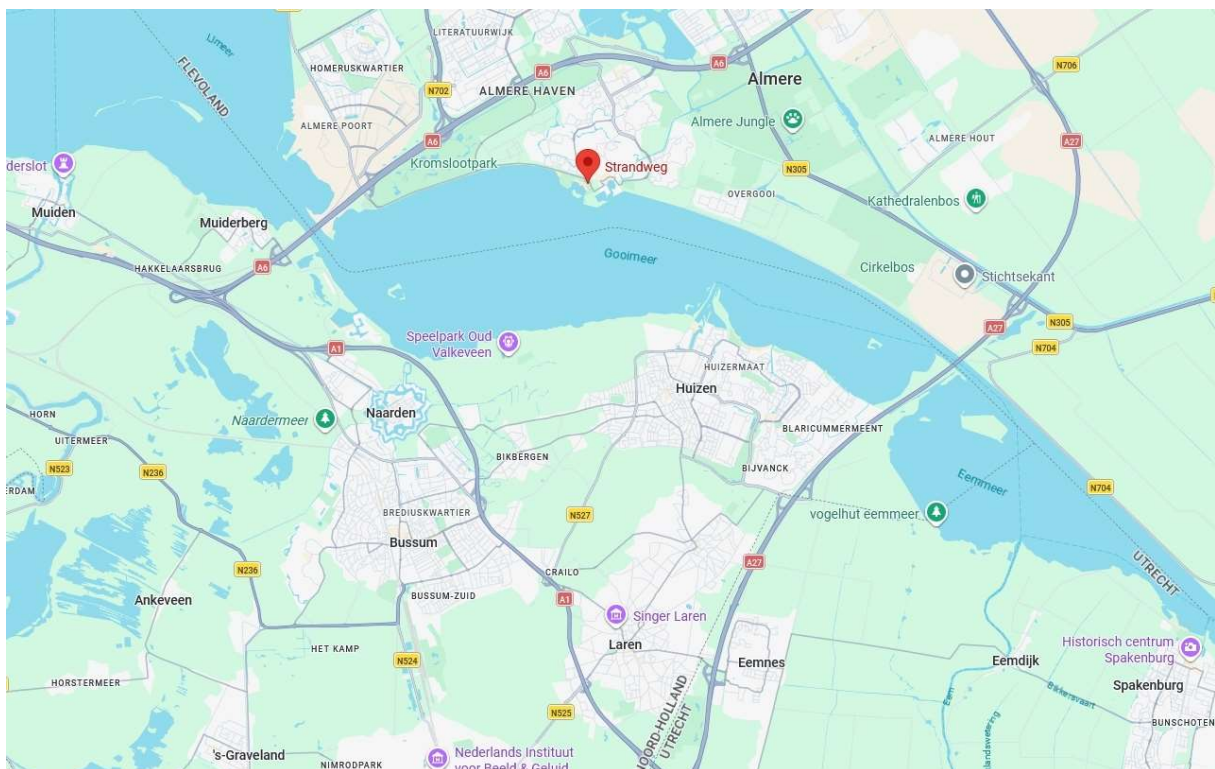 IJmeer
FLEVOLAND
LITERATUURWIJK
HOMERUSKWARTIER
A6
A6
N702
ALMERE HAVEN
Almere
N706
Almere Jungle
ALMERE POORT
A6
ALMERE HOUT
A27
Kromslootpark
Strandweg
N305
OVERGOOI
Kathedralenbos
derslot
Muiden
Muiderberg
HAKKELAARSBRUG
A6
Gooimeer
Cirkelbos
Stichtsekant
N305
A27
N704
A1
Speelpark Oud
Valkeveen
HUIZERMAAT
Huizen
Naarden
Naardermeer
HORN
UITERMEER
BLARICUMMERMEENT
BIKBERGEN
BIJVANCK
N523
N236
ERDAM
Eemmeer
N704
BREDIUSKWARTIER
N527
vogelhut eemmeer
Bussum
UTRECHT
A27
N236
CRAILO
BUSSUM-ZUID
A1
Ankeveen
Singer Laren
Laren
HET KAMP
Eemnes
Eemdijk
Historisch centrum
Spakenburg
N524
HORSTERMEER
Eem
Bikkersvaart
Spakenburg
N525
NOORD-HOLLAND
UTRECHT
BUNSCHOTEN
's-Graveland
NIMRODPARK
Nederlands Instituut
voor Beeld & Geluid